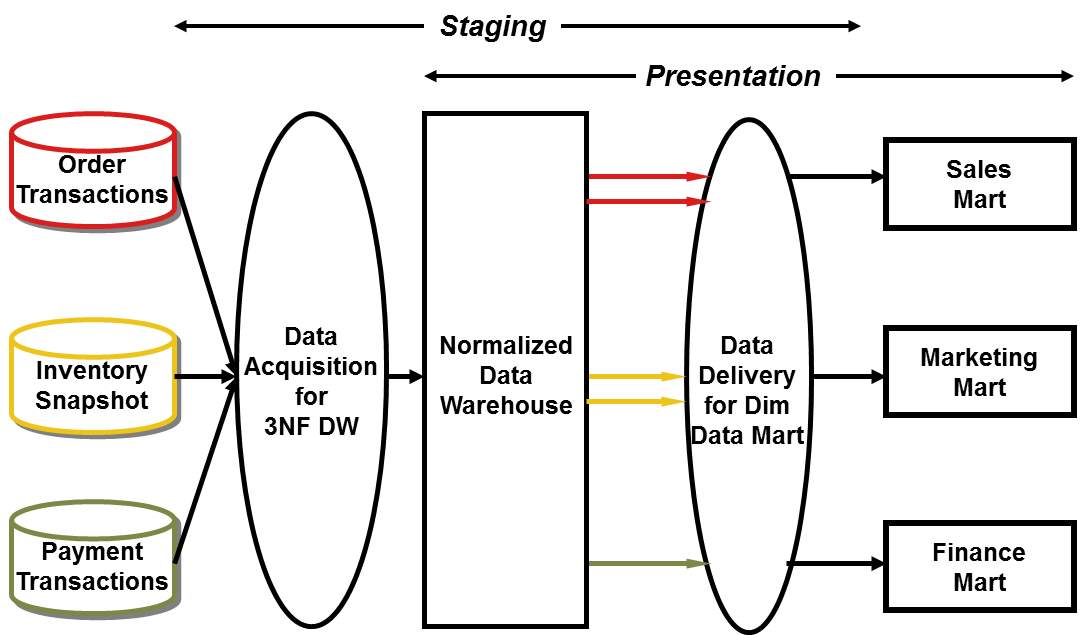 Staging
Presentation
Order
Transactions
Inventory
Snapshot
Payment
Transactions
Data
Acquisition
for
3NF DW
Normalized
Data
Warehouse
Data
Delivery
for Dim
Data Mart
Sales
Mart
Marketing
Mart
Finance
Mart